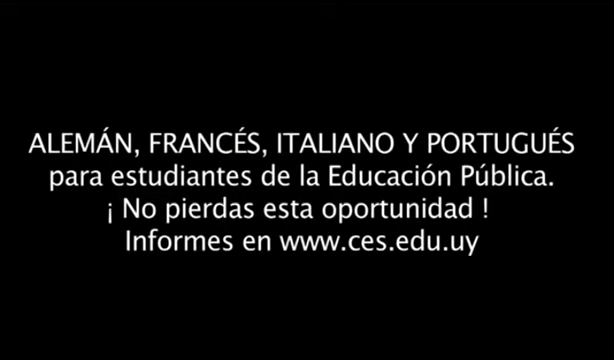 ALEMÁN, FRANCÉS, ITALIANO Y PORTUGUÉS
para estudiantes de la Educación Pública.
¡ No pierdas esta oportunidad !
Informes en www.ces.edu.uy